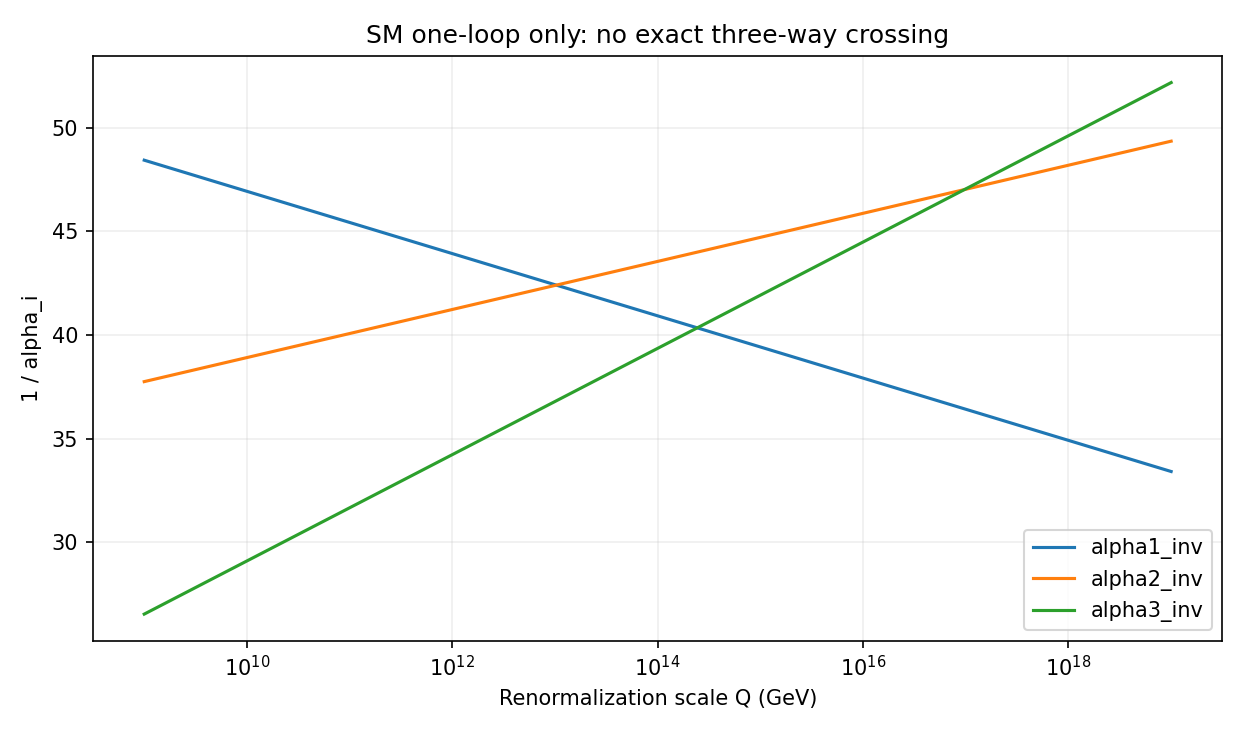 SM one-loop only: no exact three-way crossing
1 / alpha_i
50
45
40
35
30
alpha1_inv
alpha2_inv
alpha3_inv
10^10 10^12 10^14 10^16 10^18
Renormalization scale Q (GeV)